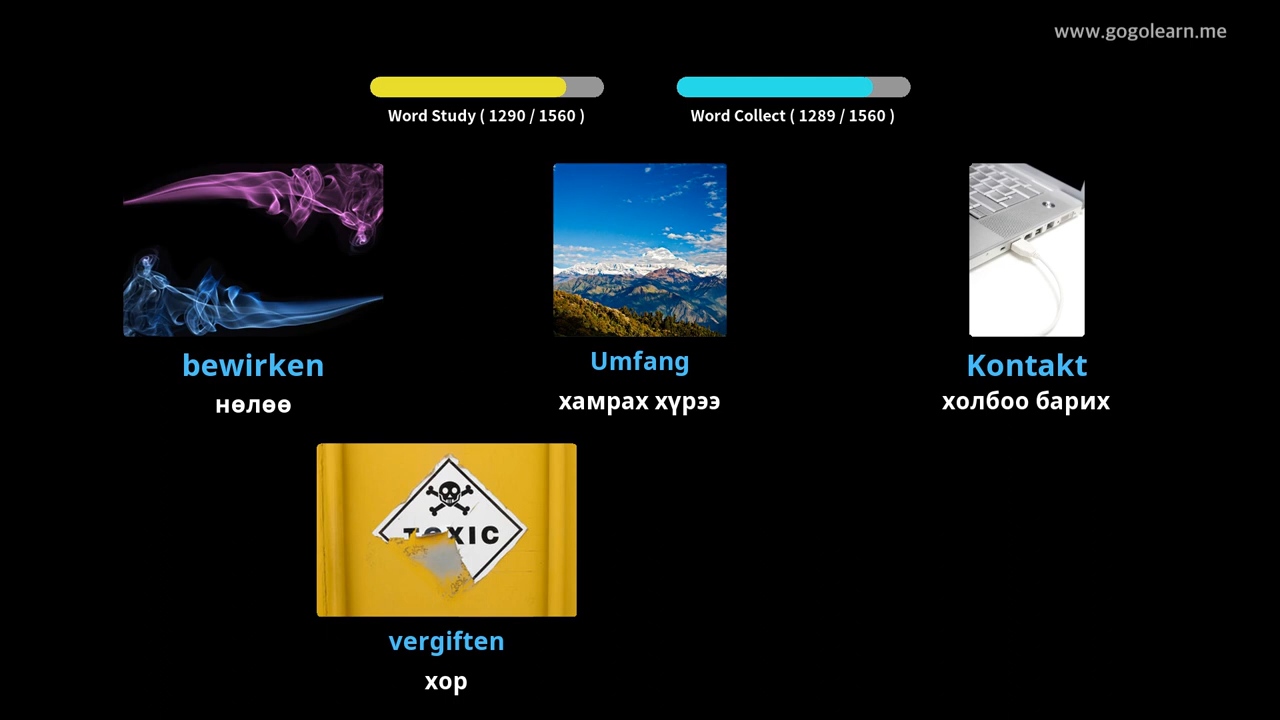 www.gogolearn.me
Word Study ( 1290 / 1560 )
Word Collect ( 1289 / 1560 )
bewirken
нөлөө
Umfang
хамрах хүрээ
Kontakt
холбоо барих
TOXIC
vergiften
хор